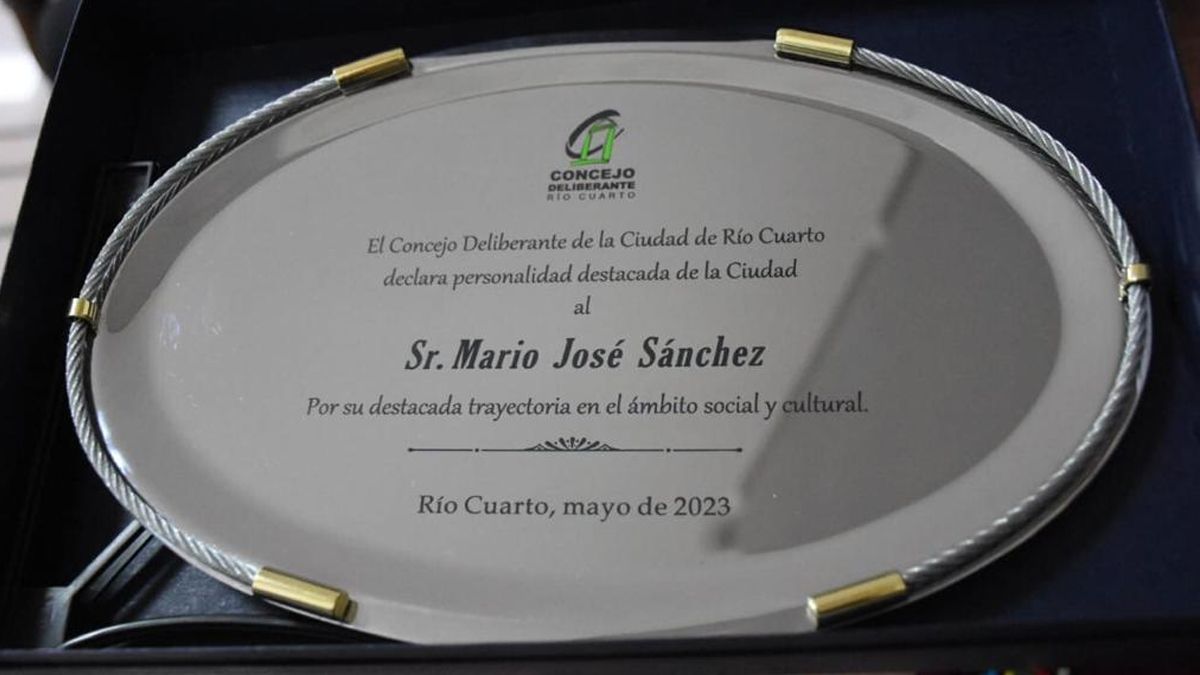 CONCEJO
DELIBERANTE
RÍO CUARTO
El Concejo Deliberante de la Ciudad de Río Cuarto
declara personalidad destacada de la Ciudad
al
Sr. Mario José Sánchez
Por su destacada trayectoria en el ámbito social y cultural.
Río Cuarto, mayo de 2023